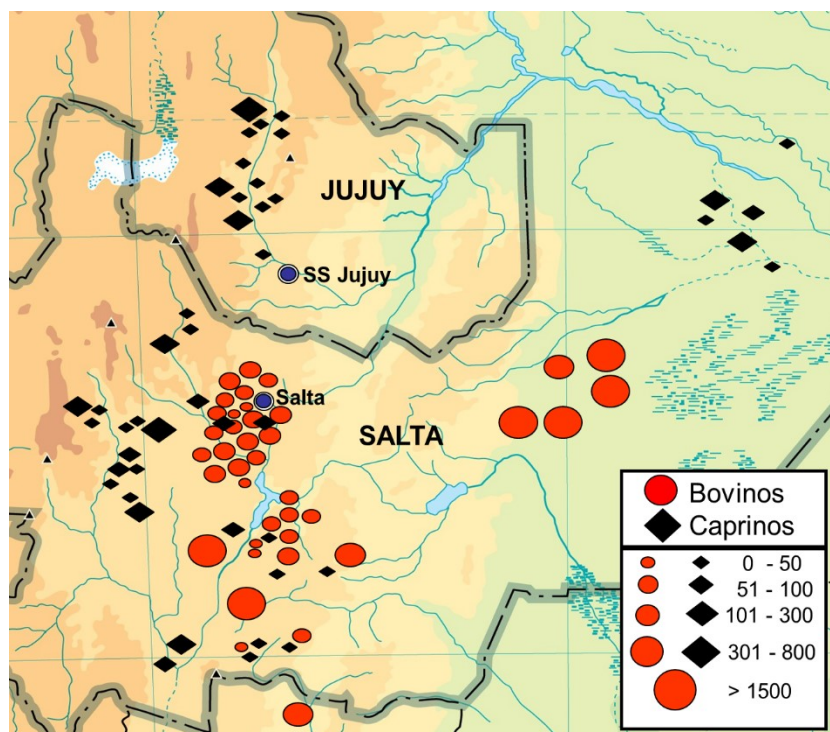 JUJUY
SS Jujuy
Salta
SALTA
Bovinos
Caprinos
0 - 50
51 - 100
101 - 300
301 - 800
> 1500